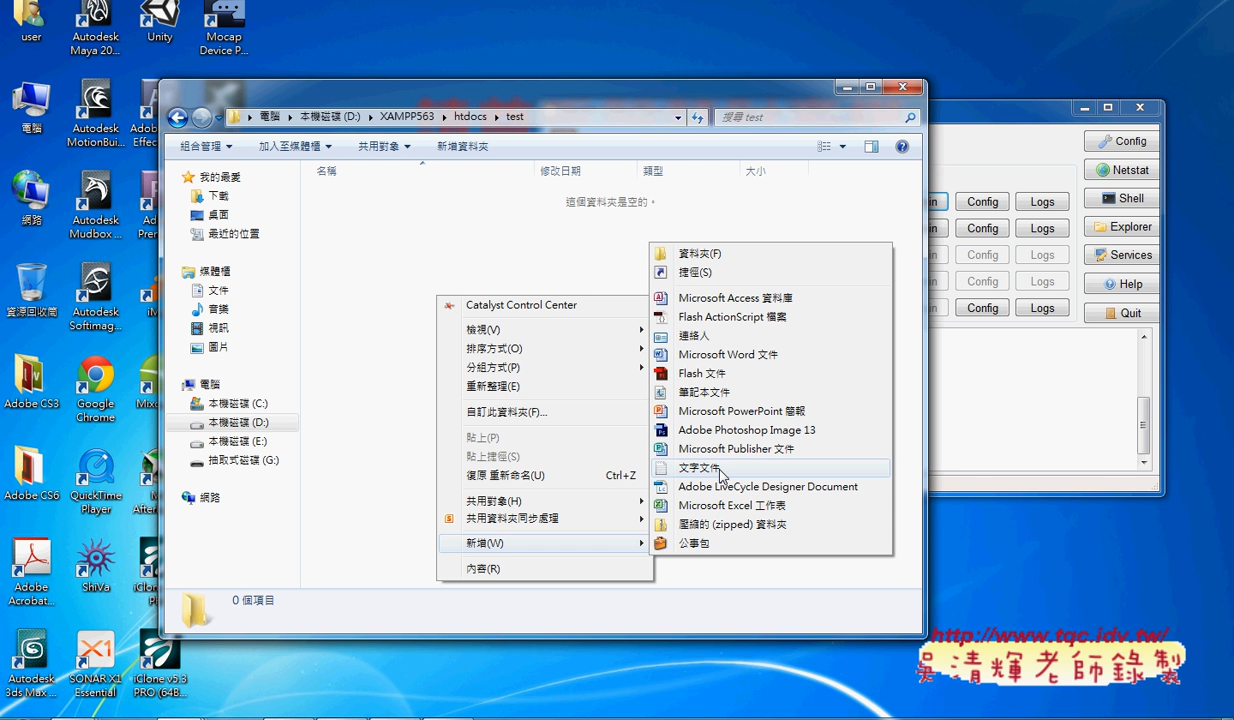 user
Autodesk
Maya 20...
Unity
Mocap
Device P...
電腦
Autodesk
MotionBui...
網路
Autodesk
Mudbox ...
資源回收筒
Autodesk
Softimag...
Adobe CS3
Google
Chrome
Adobe CS6
QuickTime
Player
Adobe
Acrobat...
ShiVa
Autodesk
3ds Max ...
SONAR X1
Essential
iClone v5.3
PRO (64B...
電腦 ▸ 本機磁碟 (D:) ▸ XAMPP563 ▸ htdocs ▸ test
搜尋 test
組合管理
加入至媒體櫃
共用對象
新增資料夾
我的最愛
下載
桌面
最近的位置
媒體櫃
文件
音樂
視訊
圖片
電腦
本機磁碟 (C:)
本機磁碟 (D:)
本機磁碟 (E:)
抽取式磁碟 (G:)
網路
名稱
修改日期
類型
大小
這個資料夾是空的。
Catalyst Control Center
檢視(V)
排序方式(O)
分組方式(P)
重新整理(E)
自訂此資料夾(F)...
貼上(P)
貼上捷徑(S)
復原 重新命名(U) Ctrl+Z
共用對象(H)
共用資料夾同步處理
新增(W)
內容(R)
資料夾(F)
捷徑(S)
Microsoft Access 資料庫
Flash ActionScript 檔案
連絡人
Microsoft Word 文件
Flash 文件
筆記本文件
Microsoft PowerPoint 簡報
Adobe Photoshop Image 13
Microsoft Publisher 文件
文字文件
Adobe LiveCycle Designer Document
Microsoft Excel 工作表
壓縮的 (zipped) 資料夾
公事包
0 個項目
Config
Netstat
Config Logs Shell
Config Logs Explorer
Config Logs Services
Config Logs Help
Config Logs Quit
http://www.tqc.idv.tw/
吳清輝老師錄製